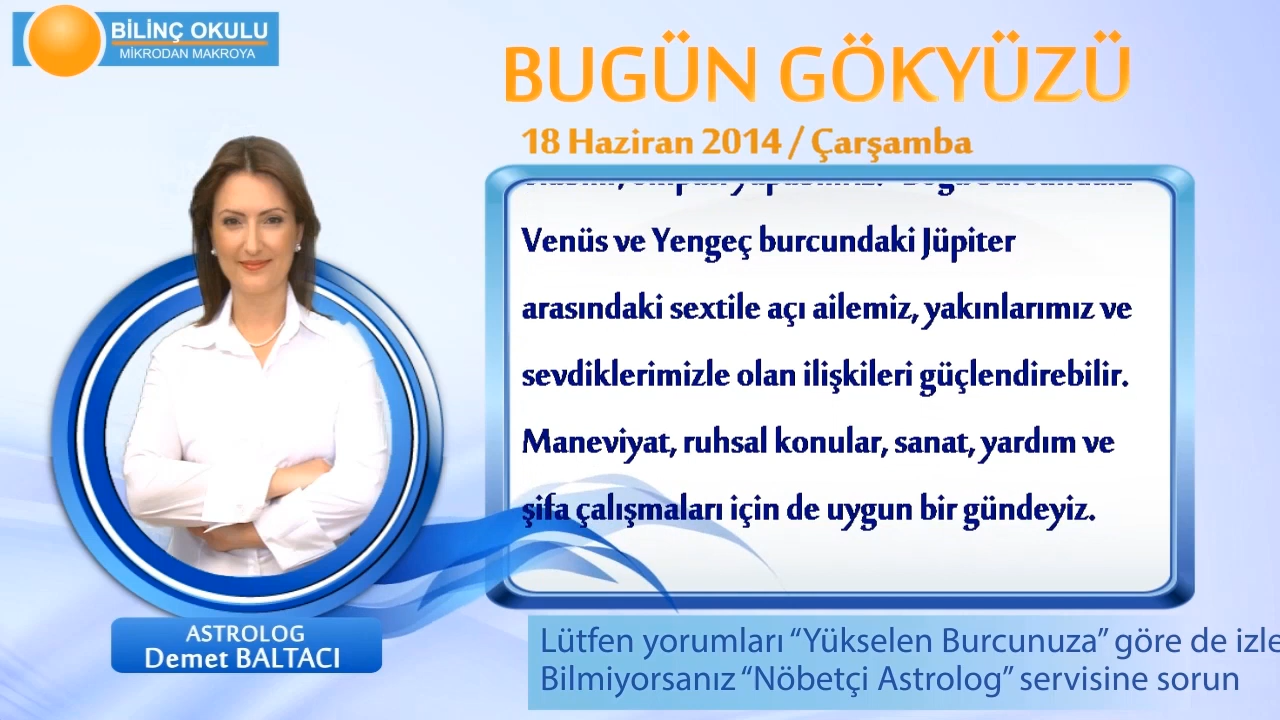 BİLİNÇ OKULU
MİKRODAN MAKROYA
BUGÜN GÖKYÜZÜ
18 Haziran 2014 / Çarşamba
Venüs ve Yengeç burcundaki Jüpiter
arasındaki sextile açı ailemiz, yakınlarımız ve
sevdiklerimizle olan ilişkileri güçlendirebilir.
Maneviyat, ruhsal konular, sanat, yardım ve
şifa çalışmaları için de uygun bir gündeyiz.
ASTROLOG
Demet BALTACI
Lütfen yorumları “Yükselen Burcunuza” göre de izle
Bilmiyorsanız “Nöbetçi Astrolog” servisine sorun